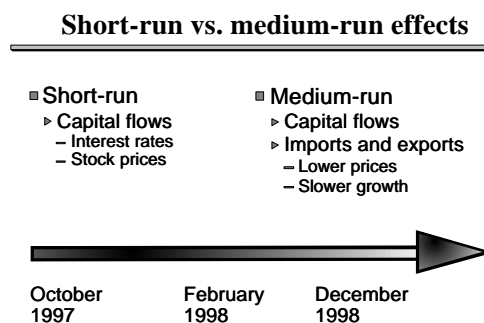 Short-run vs. medium-run effects
Short-run
Capital flows
– Interest rates
– Stock prices
Medium-run
Capital flows
Imports and exports
– Lower prices
– Slower growth
October
1997
February
1998
December
1998